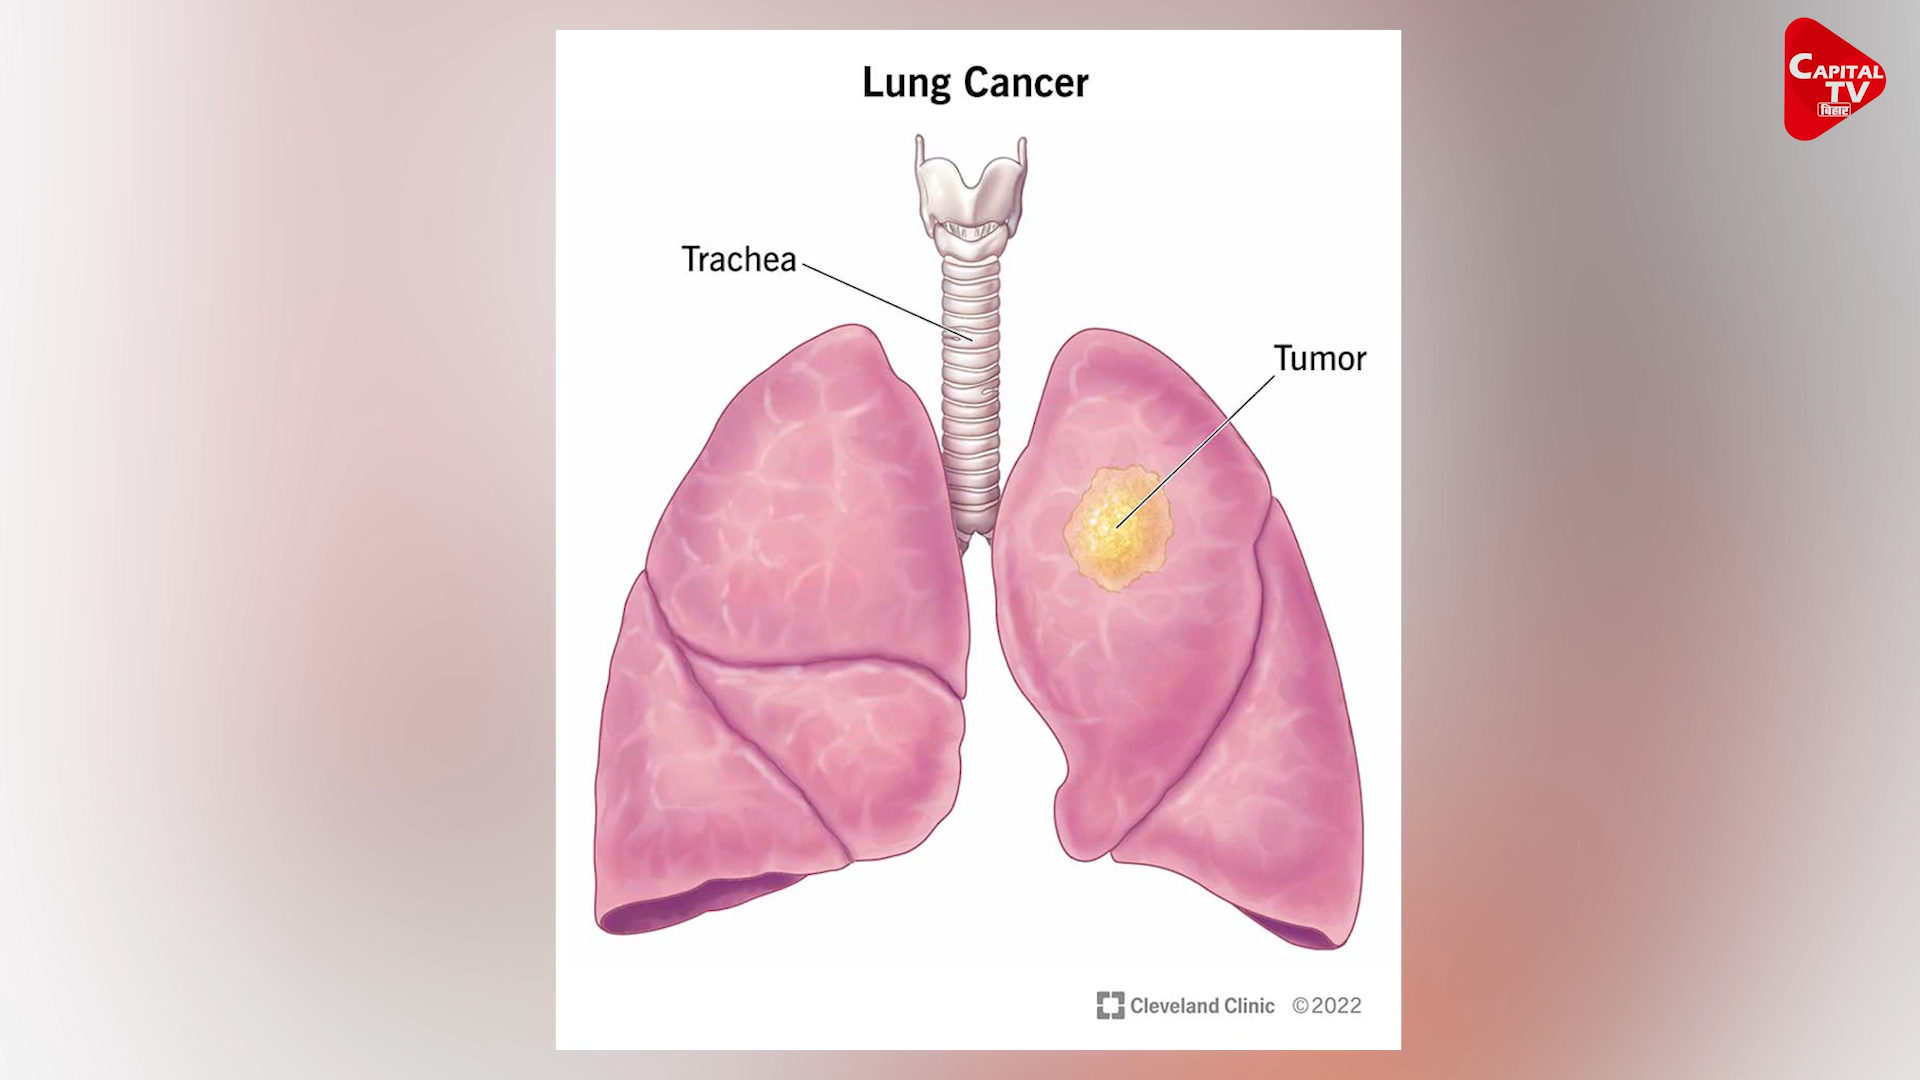 Lung Cancer
Trachea
Tumor
Cleveland Clinic ©2022
CAPITAL
TV
बिहार